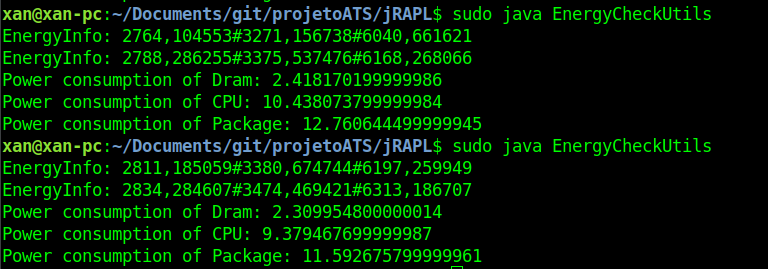 xan@xan-pc:~/Documents/git/projetoATS/jRAPL$ sudo java EnergyCheckUtils
EnergyInfo: 2764,104553#3271,156738#6040,661621
EnergyInfo: 2788,286255#3375,537476#6168,268066
Power consumption of Dram: 2.418170199999986
Power consumption of CPU: 10.438073799999984
Power consumption of Package: 12.760644499999945
xan@xan-pc:~/Documents/git/projetoATS/jRAPL$ sudo java EnergyCheckUtils
EnergyInfo: 2811,185059#3380,674744#6197,259949
EnergyInfo: 2834,284607#3474,469421#6313,186707
Power consumption of Dram: 2.309954800000014
Power consumption of CPU: 9.379467699999987
Power consumption of Package: 11.592675799999961